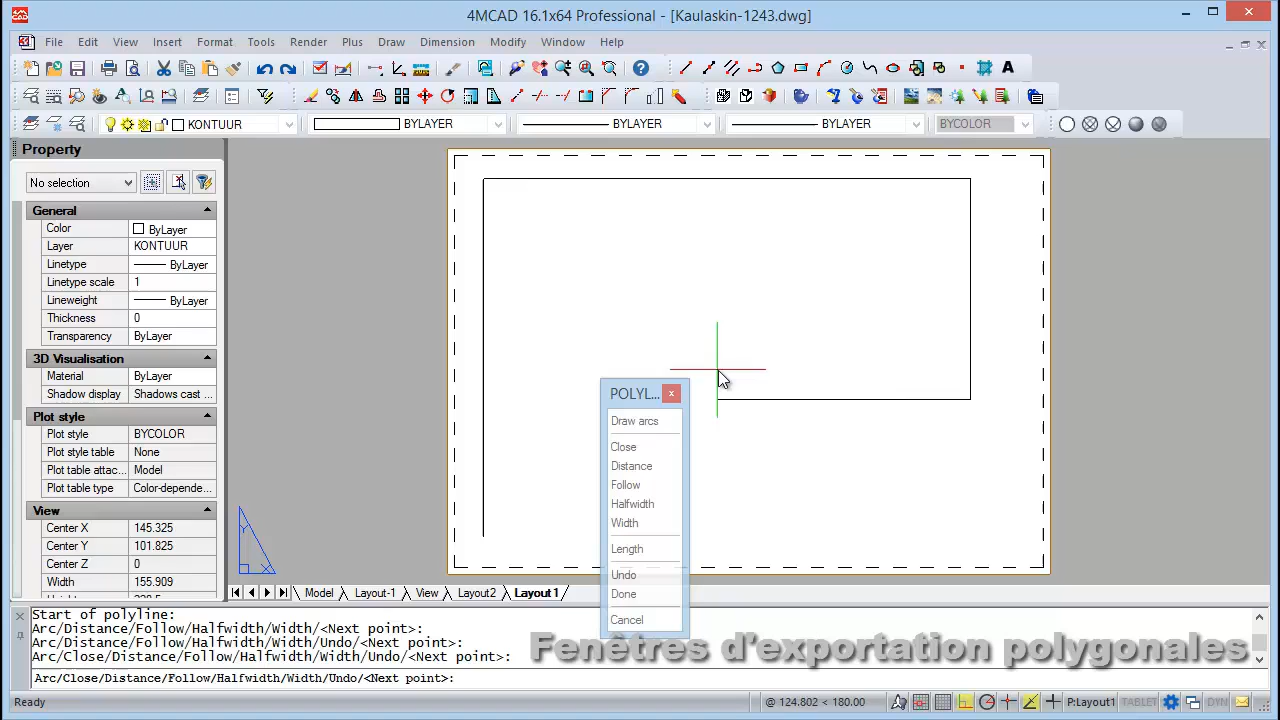 4MCAD 16.1x64 Professional - [Kaulaskin-1243.dwg]
File Edit View Insert Format Tools Render Plus Draw Dimension Modify Window Help
KONTUUR BYLAYER BYLAYER BYLAYER BYCOLOR
Property
No selection
General
Color ByLayer
Layer KONTUUR
Linetype ByLayer
Linetype scale 1
Lineweight ByLayer
Thickness 0
Transparency ByLayer
3D Visualisation
Material ByLayer
Shadow display Shadows cast ...
Plot style
Plot style BYCOLOR
Plot style table None
Plot table attac... Model
Plot table type Color-depende...
View
Center X 145.325
Center Y 101.825
Center Z 0
Width 155.909
POLYL...
Draw arcs
Close
Distance
Follow
Halfwidth
Width
Length
Undo
Done
Cancel
Y
X
Model Layout-1 View Layout2 Layout1
Start of polyline:
Arc/Distance/Follow/Halfwidth/Width/<Next point>:
Arc/Distance/Follow/Halfwidth/Width/Undo/<Next point>:
Arc/Close/Distance/Follow/Halfwidth/Width/Undo/<Next point>:
Arc/Close/Distance/Follow/Halfwidth/Width/Undo/<Next point>:
Fenêtres d'exportation polygonales
Ready @ 124.802 < 180.00 P:Layout1 TABLET DYN